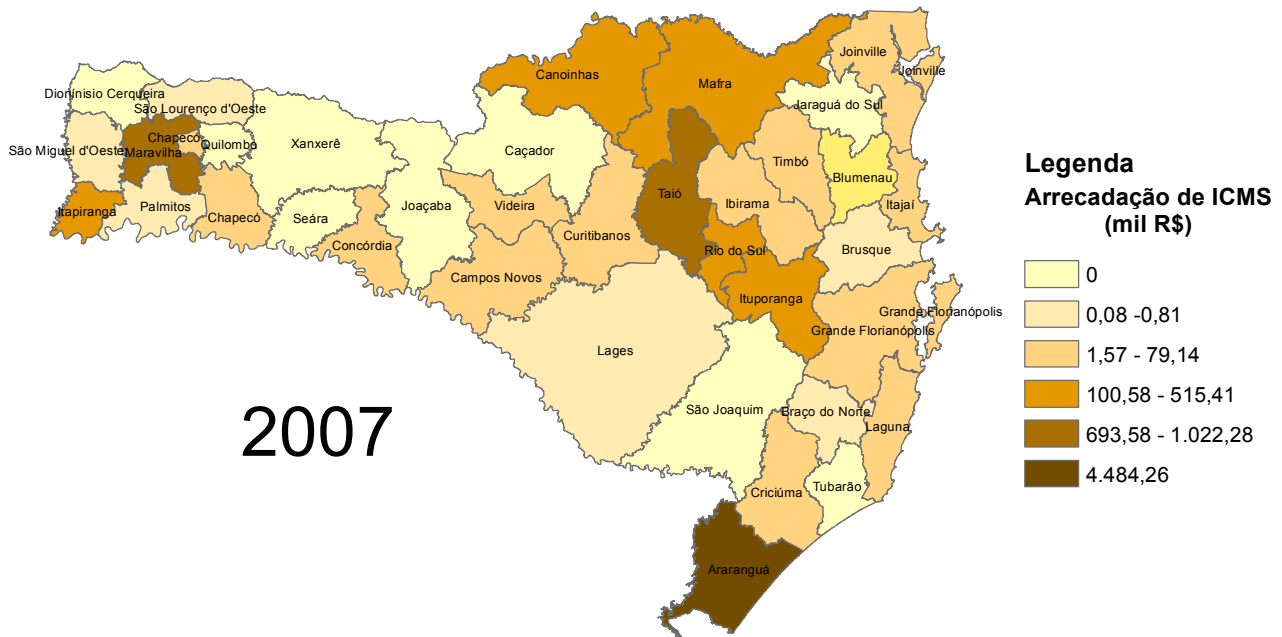 Joinville
Joinville
Canoinhas
Mafra
Dionínisio Cerqueira
São Lourenço d'Oeste
Jaraguá do Sul
Chapecó
Quilombo
Xanxerê
São Miguel d'Oeste
Maravilha
Caçador
Timbó
Blumenau
Taió
Itapiranga
Palmitos
Chapecó
Seára
Joaçaba
Videira
Ibirama
Itajaí
Concórdia
Curitibanos
Rio do Sul
Brusque
Campos Novos
Ituporanga
Grande Florianópolis
Grande Florianópolis
Lages
São Joaquim
Braço do Norte
Laguna
Criciúma
Tubarão
Araranguá
2007
Legenda
Arrecadação de ICMS
(mil R$)
0
0,08 -0,81
1,57 - 79,14
100,58 - 515,41
693,58 - 1.022,28
4.484,26